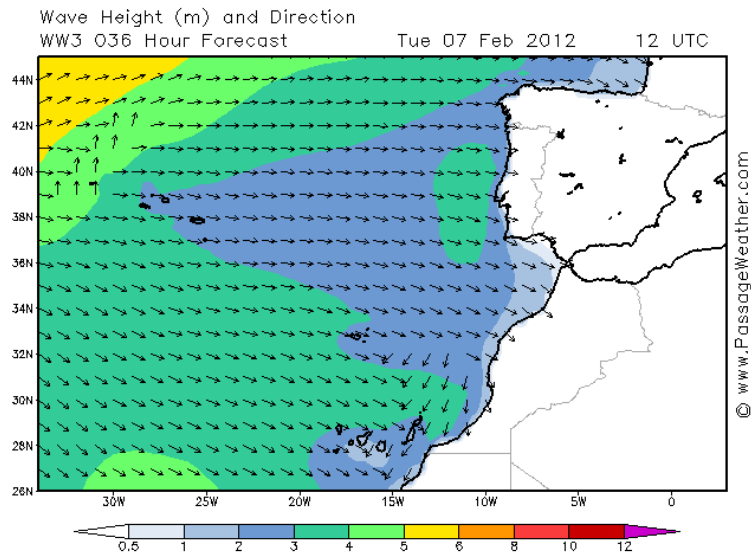 Wave Height (m) and Direction
WW3 036 Hour Forecast Tue 07 Feb 2012 12 UTC
44N
42N
40N
38N
36N
34N
32N
30N
28N
26N
30W 25W 20W 15W 10W 5W 0
0.5 1 2 3 4 5 6 8 10 12
© www.PassageWeather.com